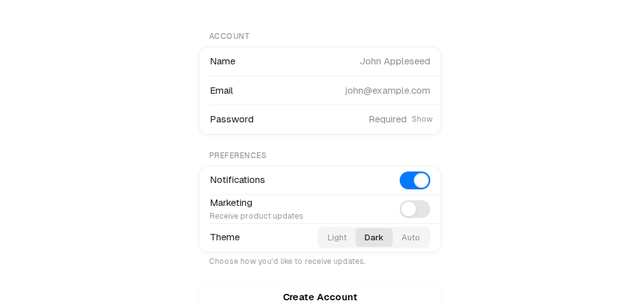 ACCOUNT
Name John Appleseed
Email john@example.com
Password Required Show
PREFERENCES
Notifications
Marketing
Receive product updates
Theme Light Dark Auto
Choose how you'd like to receive updates.
Create Account